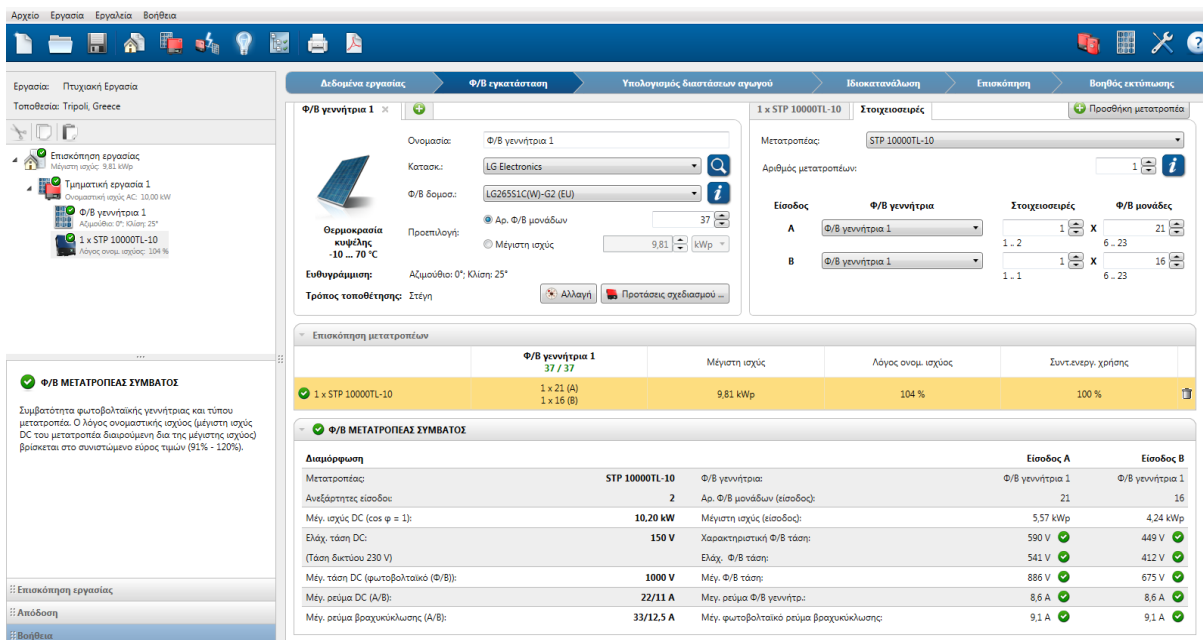 Αρχείο Εργασία Εργαλεία Βοήθεια
Εργασία: Πτυχιακή Εργασία
Τοποθεσία: Tripoli, Greece
Επισκόπηση εργασίας
Μέγιστη ισχύς: 9,81 kWp
Τμηματική εργασία 1
Ονομαστική ισχύς AC: 10,00 kW
Φ/Β γεννήτρια 1
Αζιμούθιο: 0°; Κλίση: 25°
1 x STP 10000TL-10
Λόγος ονομ. ισχύος: 104 %
Φ/Β ΜΕΤΑΤΡΟΠΕΑΣ ΣΥΜΒΑΤΟΣ
Συμβατότητα φωτοβολταϊκής γεννήτριας και τύπου
μετατροπέα. Ο λόγος ονομαστικής ισχύος (μέγιστη ισχύς
DC του μετατροπέα διαιρούμενη δια της μέγιστης ισχύος)
βρίσκεται στο συνιστώμενο εύρος τιμών (91% - 120%).
Επισκόπηση εργασίας
Απόδοση
Βοήθεια
Δεδομένα εργασίας Φ/Β εγκατάσταση Υπολογισμός διαστάσεων αγωγού Ιδιοκατανάλωση Επισκόπηση Βοηθός εκτύπωσης
Φ/Β γεννήτρια 1
Ονομασία: Φ/Β γεννήτρια 1
Κατασκ.: LG Electronics
Φ/Β δομοσ.: LG265S1C(W)-G2 (EU)
Προεπιλογή: Αρ. Φ/Β μονάδων 37
Μέγιστη ισχύς 9,81 kWp
Θερμοκρασία
κυψέλης
-10 ... 70 °C
Ευθυγράμμιση: Αζιμούθιο: 0°; Κλίση: 25°
Τρόπος τοποθέτησης: Στέγη Αλλαγή Προτάσεις σχεδιασμού ...
1 x STP 10000TL-10 Στοιχειοσειρές Προσθήκη μετατροπέα
Μετατροπέας: STP 10000TL-10
Αριθμός μετατροπέων: 1
Είσοδος Φ/Β γεννήτρια Στοιχειοσειρές Φ/Β μονάδες
A Φ/Β γεννήτρια 1 1 X 21
1 .. 2 6 .. 23
B Φ/Β γεννήτρια 1 1 X 16
1 .. 1 6 .. 23
Επισκόπηση μετατροπέων
Φ/Β γεννήτρια 1 Μέγιστη ισχύς Λόγος ονομ. ισχύος Συντ.ενεργ. χρήσης
37 / 37
1 x STP 10000TL-10 1 x 21 (A) 9,81 kWp 104 % 100 %
1 x 16 (B)
Φ/Β ΜΕΤΑΤΡΟΠΕΑΣ ΣΥΜΒΑΤΟΣ
Διαμόρφωση Είσοδος A Είσοδος B
Μετατροπέας: STP 10000TL-10 Φ/Β γεννήτρια: Φ/Β γεννήτρια 1 Φ/Β γεννήτρια 1
Ανεξάρτητες είσοδοι: 2 Αρ. Φ/Β μονάδων (είσοδος): 21 16
Μέγ. ισχύς DC (cos φ = 1): 10,20 kW Μέγιστη ισχύς (είσοδος): 5,57 kWp 4,24 kWp
Ελάχ. τάση DC: 150 V Χαρακτηριστική Φ/Β τάση: 590 V 449 V
(Τάση δικτύου 230 V) Ελάχ. Φ/Β τάση: 541 V 412 V
Μέγ. τάση DC (φωτοβολταϊκό (Φ/Β)): 1000 V Μέγ. Φ/Β τάση: 886 V 675 V
Μέγ. ρεύμα DC (A/B): 22/11 A Μεγ. ρεύμα Φ/Β γεννήτρ.: 8,6 A 8,6 A
Μέγ. ρεύμα βραχυκύκλωσης (A/B): 33/12,5 A Μέγ. φωτοβολταϊκό ρεύμα βραχυκύκλωσης: 9,1 A 9,1 A